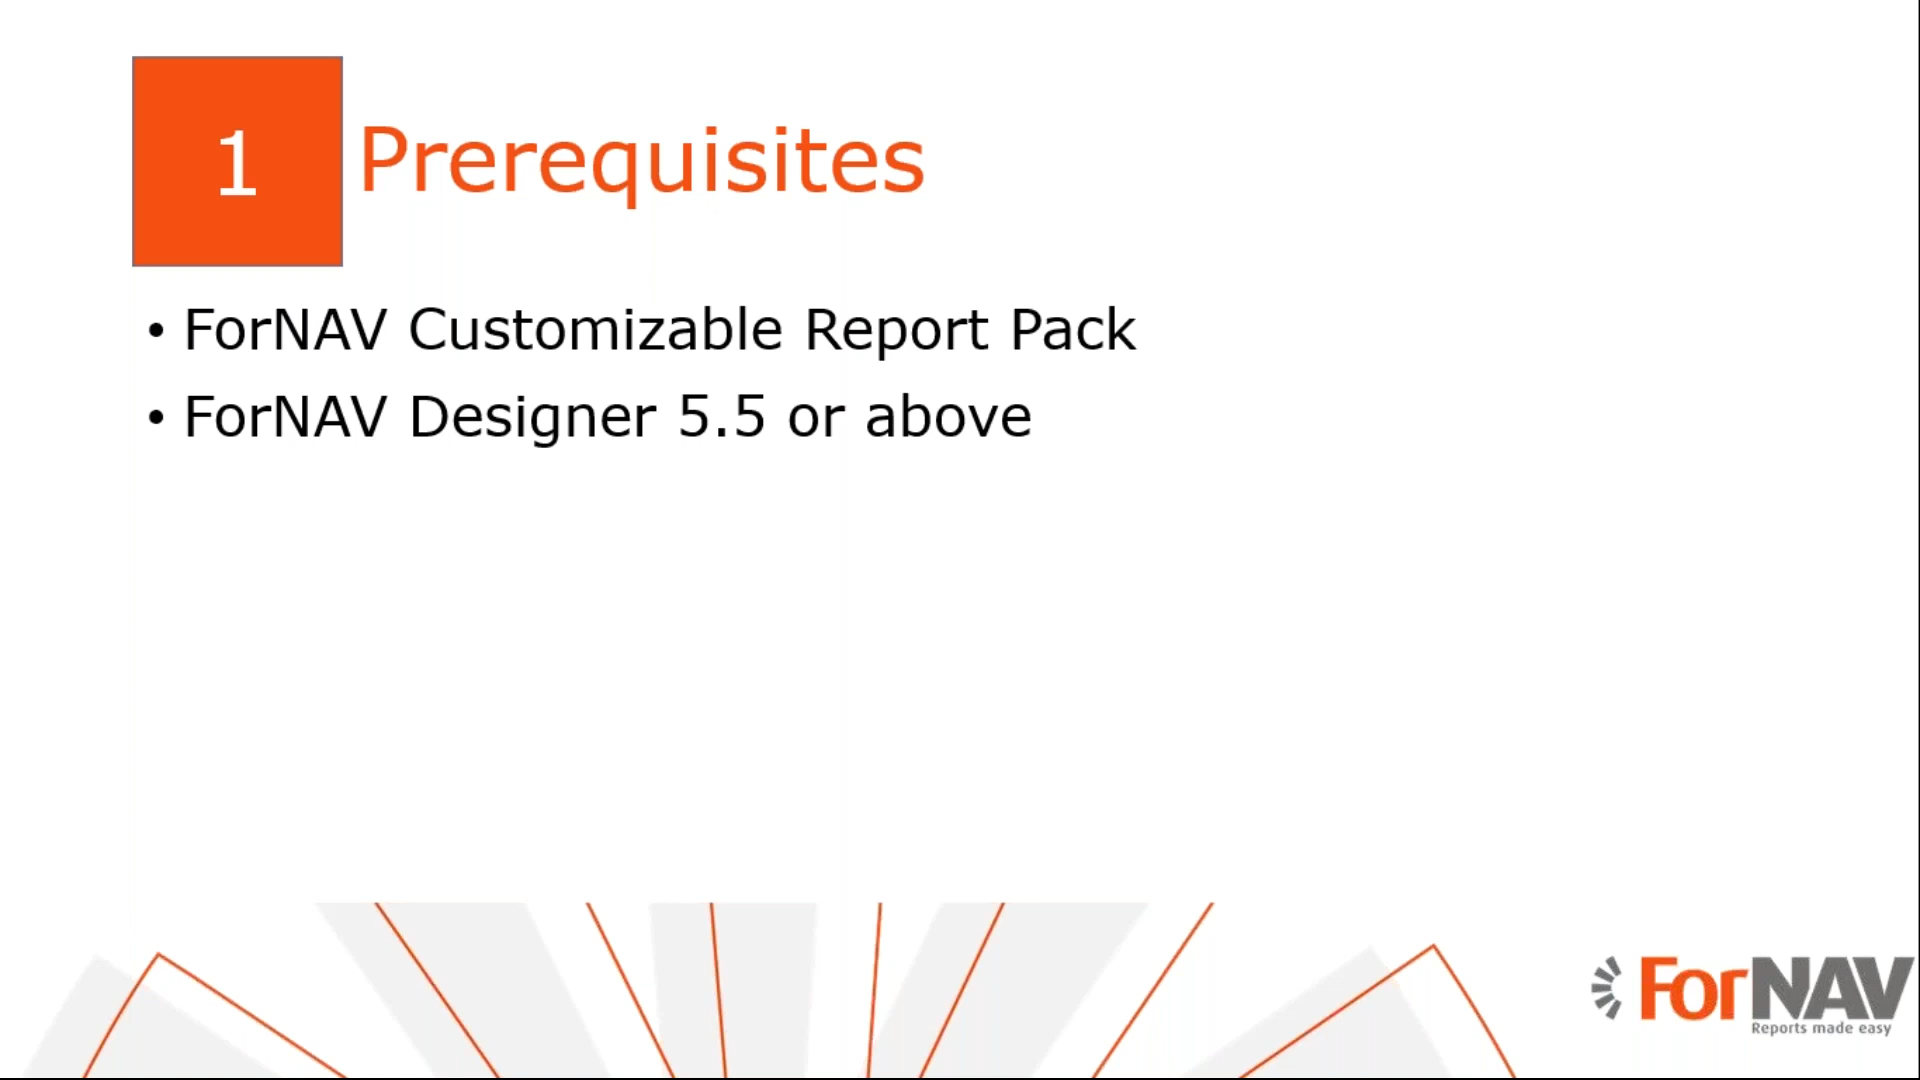 1
Prerequisites
• ForNAV Customizable Report Pack
• ForNAV Designer 5.5 or above
ForNAV
Reports made easy